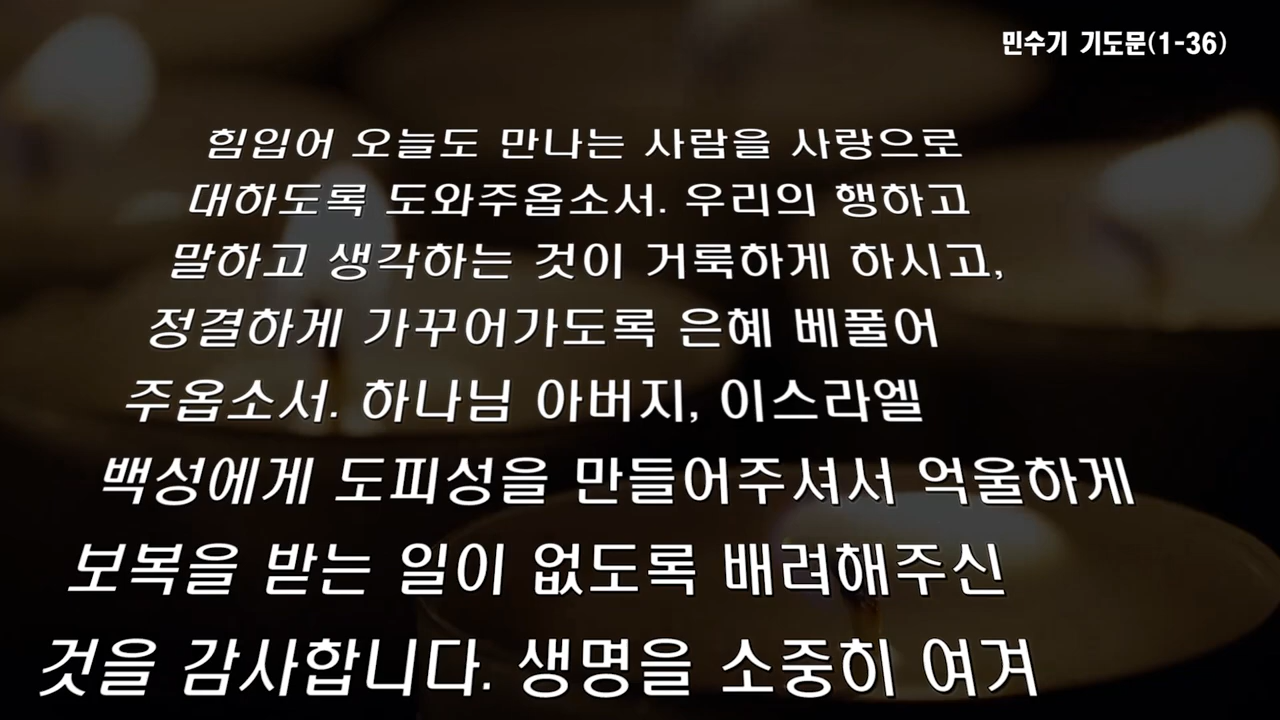 민수기 기도문(1-36)
힘입어 오늘도 만나는 사람을 사랑으로
대하도록 도와주옵소서. 우리의 행하고
말하고 생각하는 것이 거룩하게 하시고,
정결하게 가꾸어가도록 은혜 베풀어
주옵소서. 하나님 아버지, 이스라엘
백성에게 도피성을 만들어주셔서 억울하게
보복을 받는 일이 없도록 배려해주신
것을 감사합니다. 생명을 소중히 여겨